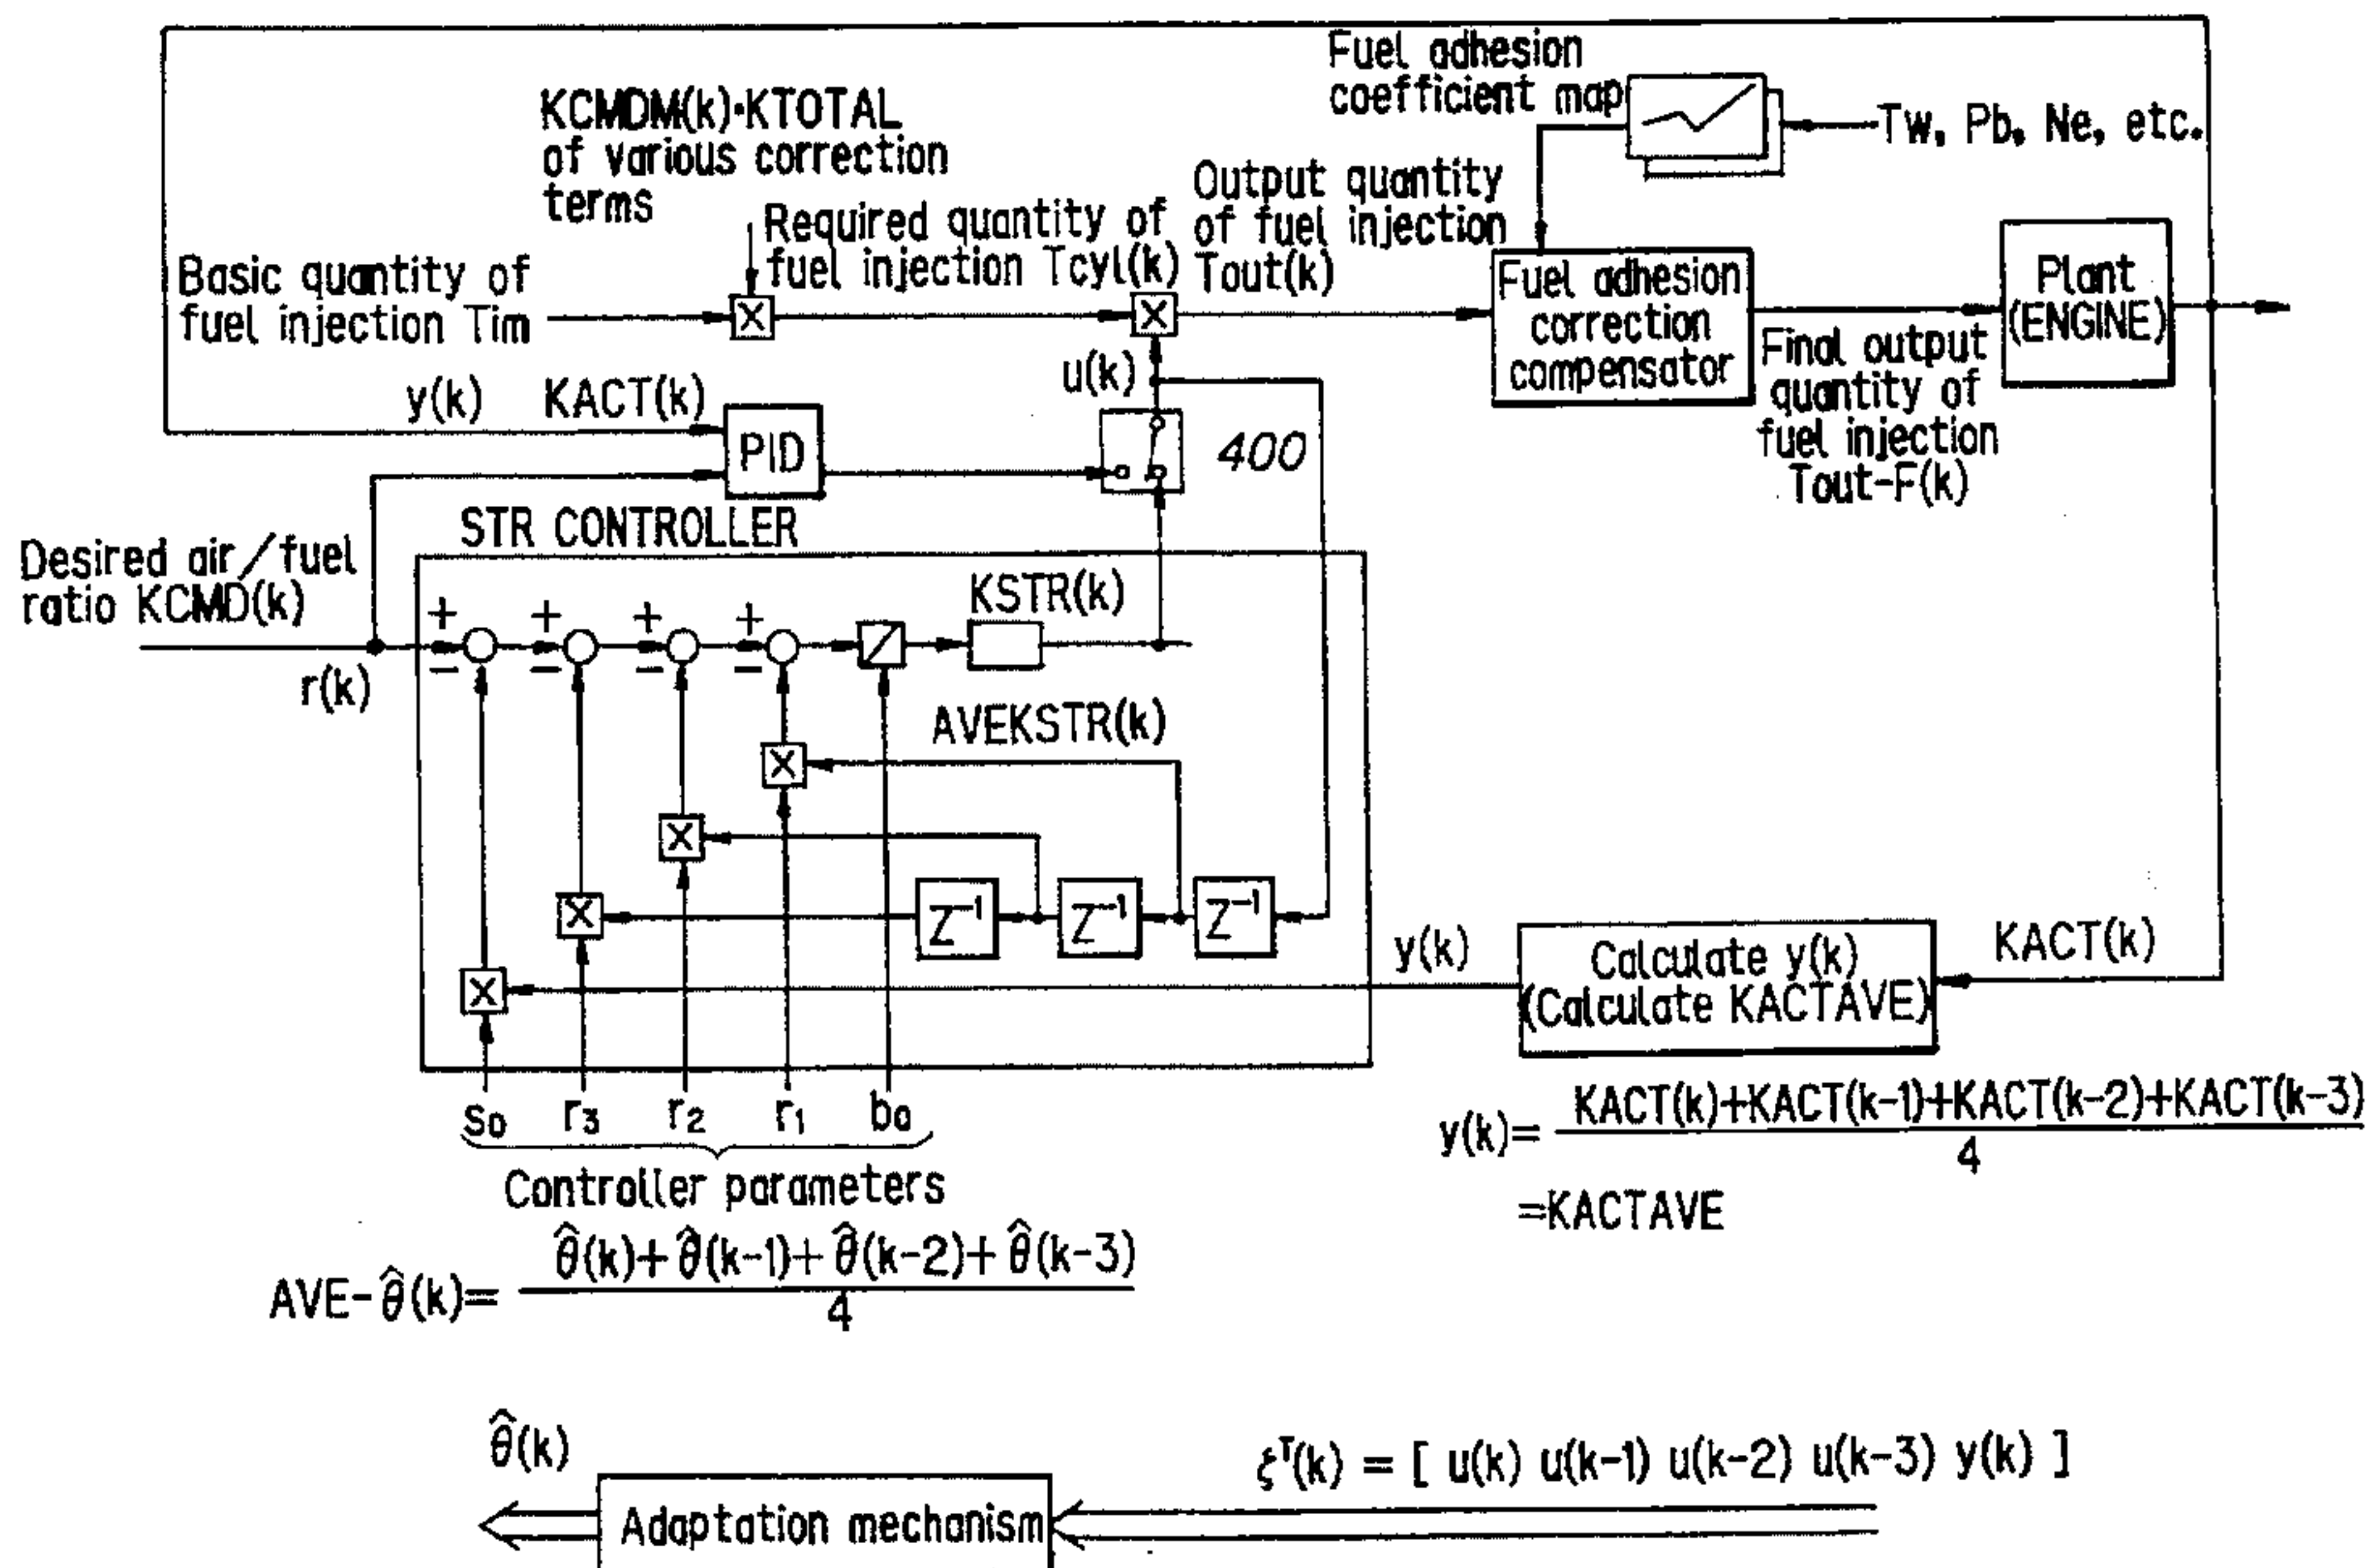 Fuel adhesion
coefficient map
Tw, Pb, Ne, etc.
KCMDM(k)·KTOTAL
of various correction
terms
Required quantity of
fuel injection Tcyl(k)
Output quantity
of fuel injection
Tout(k)
Basic quantity of
fuel injection Tim
X
X
Fuel adhesion
correction
compensator
Plant
(ENGINE)
Final output
quantity of
fuel injection
Tout-F(k)
u(k)
y(k) KACT(k)
PID
400
STR CONTROLLER
Desired air/fuel
ratio KCMD(k)
r(k)
+ + + +
− − − −
KSTR(k)
AVEKSTR(k)
X
X
X
Z⁻¹ Z⁻¹ Z⁻¹
X
y(k)
Calculate y(k)
(Calculate KACTAVE)
KACT(k)
s₀ r₃ r₂ r₁ b₀
Controller parameters
y(k)= KACT(k)+KACT(k-1)+KACT(k-2)+KACT(k-3)
4
=KACTAVE
AVE-θ̂(k)= θ̂(k)+θ̂(k-1)+θ̂(k-2)+θ̂(k-3)
4
θ̂(k)
Adaptation mechanism
ξᵀ(k) = [ u(k) u(k-1) u(k-2) u(k-3) y(k) ]